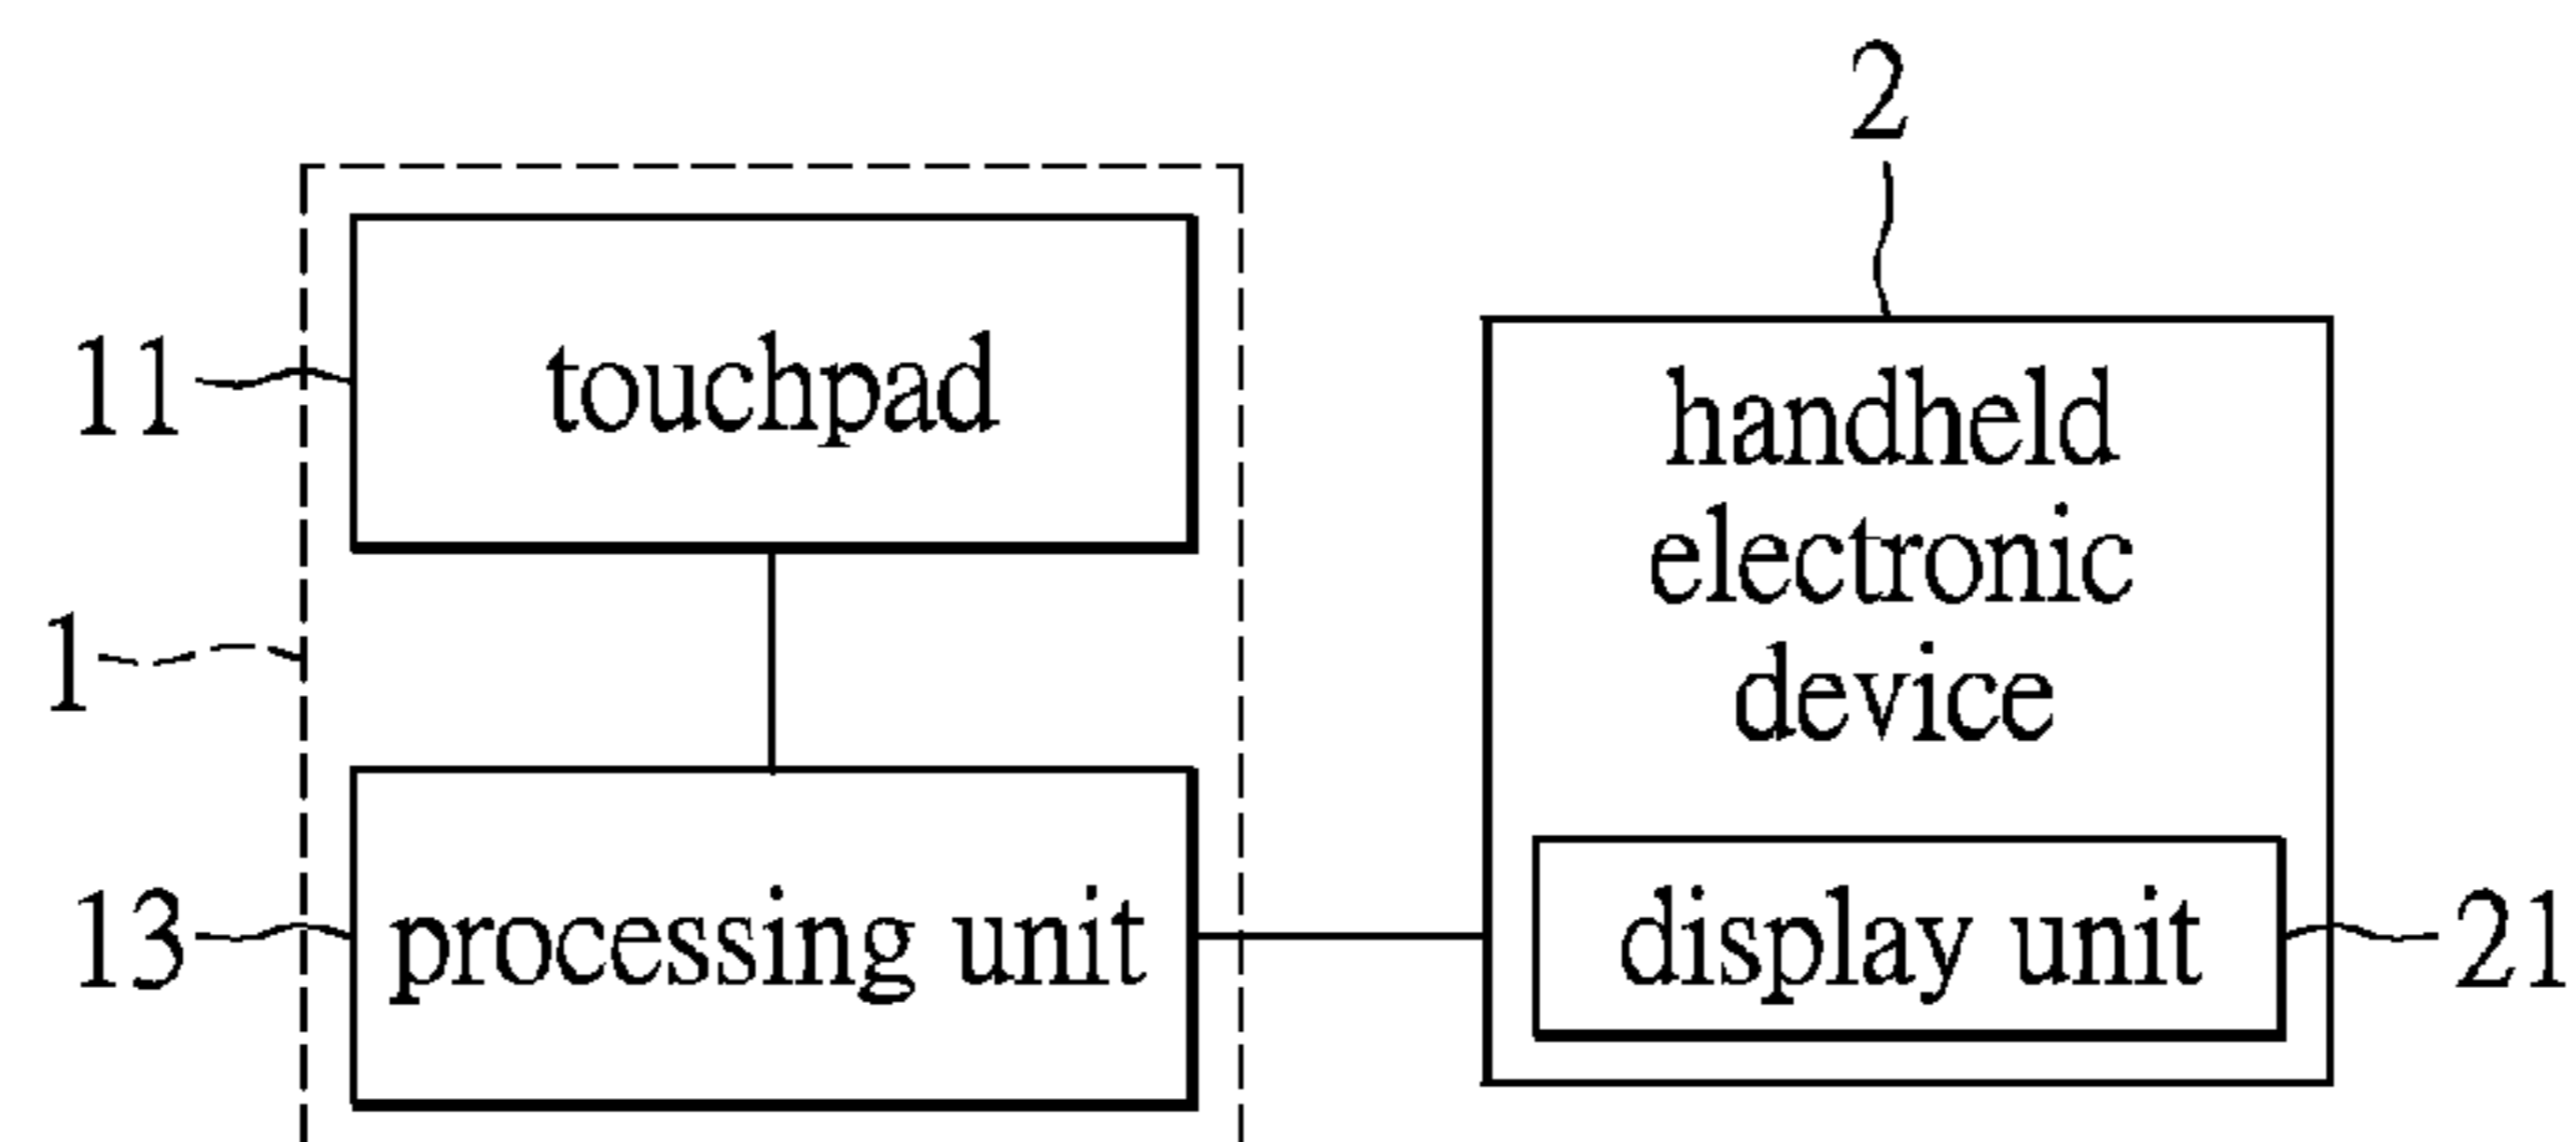 2
11
touchpad
handheld
electronic
device
1
13
processing unit
display unit
21